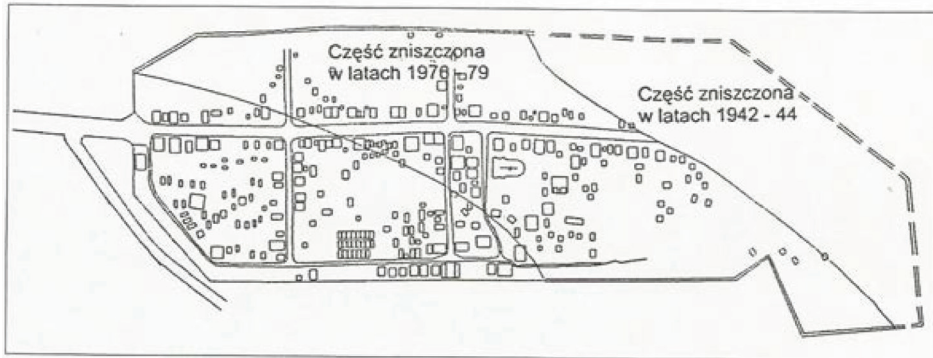 Część zniszczona
w latach 1976 - 79
Część zniszczona
w latach 1942 - 44